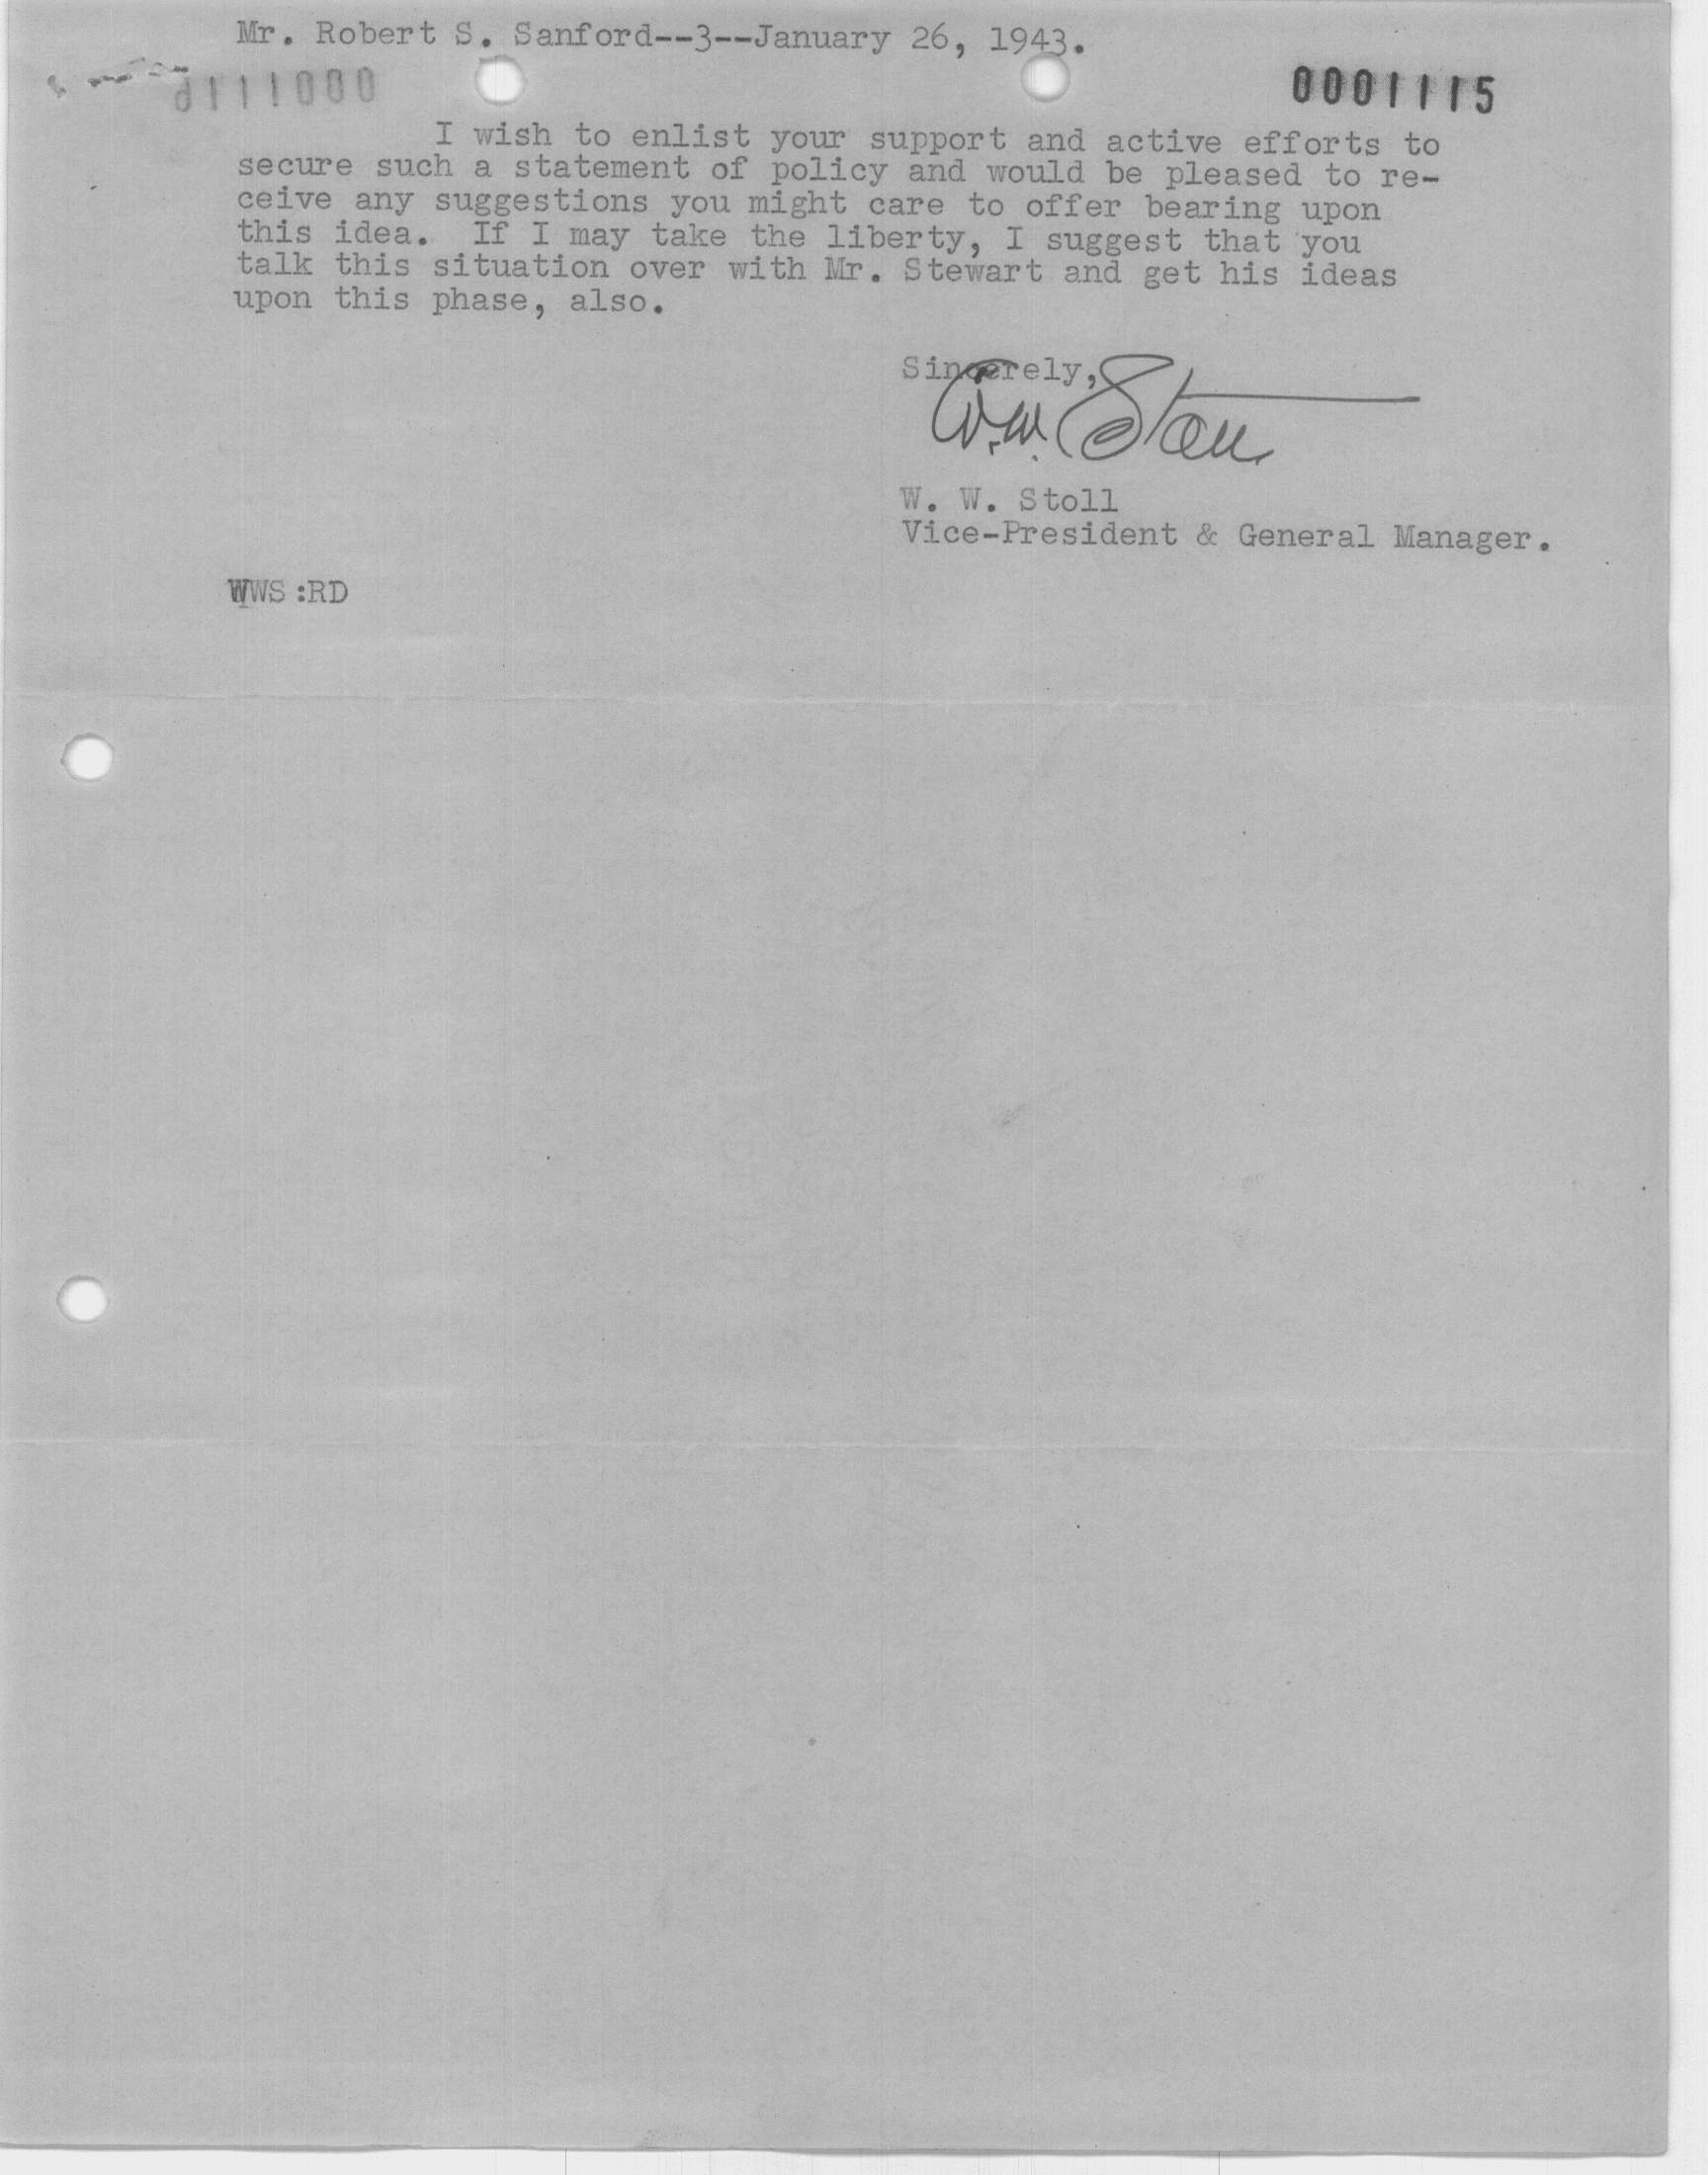 Mr. Robert S. Sanford--3--January 26, 1943.
0001115
I wish to enlist your support and active efforts to
secure such a statement of policy and would be pleased to re-
ceive any suggestions you might care to offer bearing upon
this idea. If I may take the liberty, I suggest that you
talk this situation over with Mr. Stewart and get his ideas
upon this phase, also.
Sincerely,
W. W. Stoll
W. W. Stoll
Vice-President & General Manager.
WWS:RD